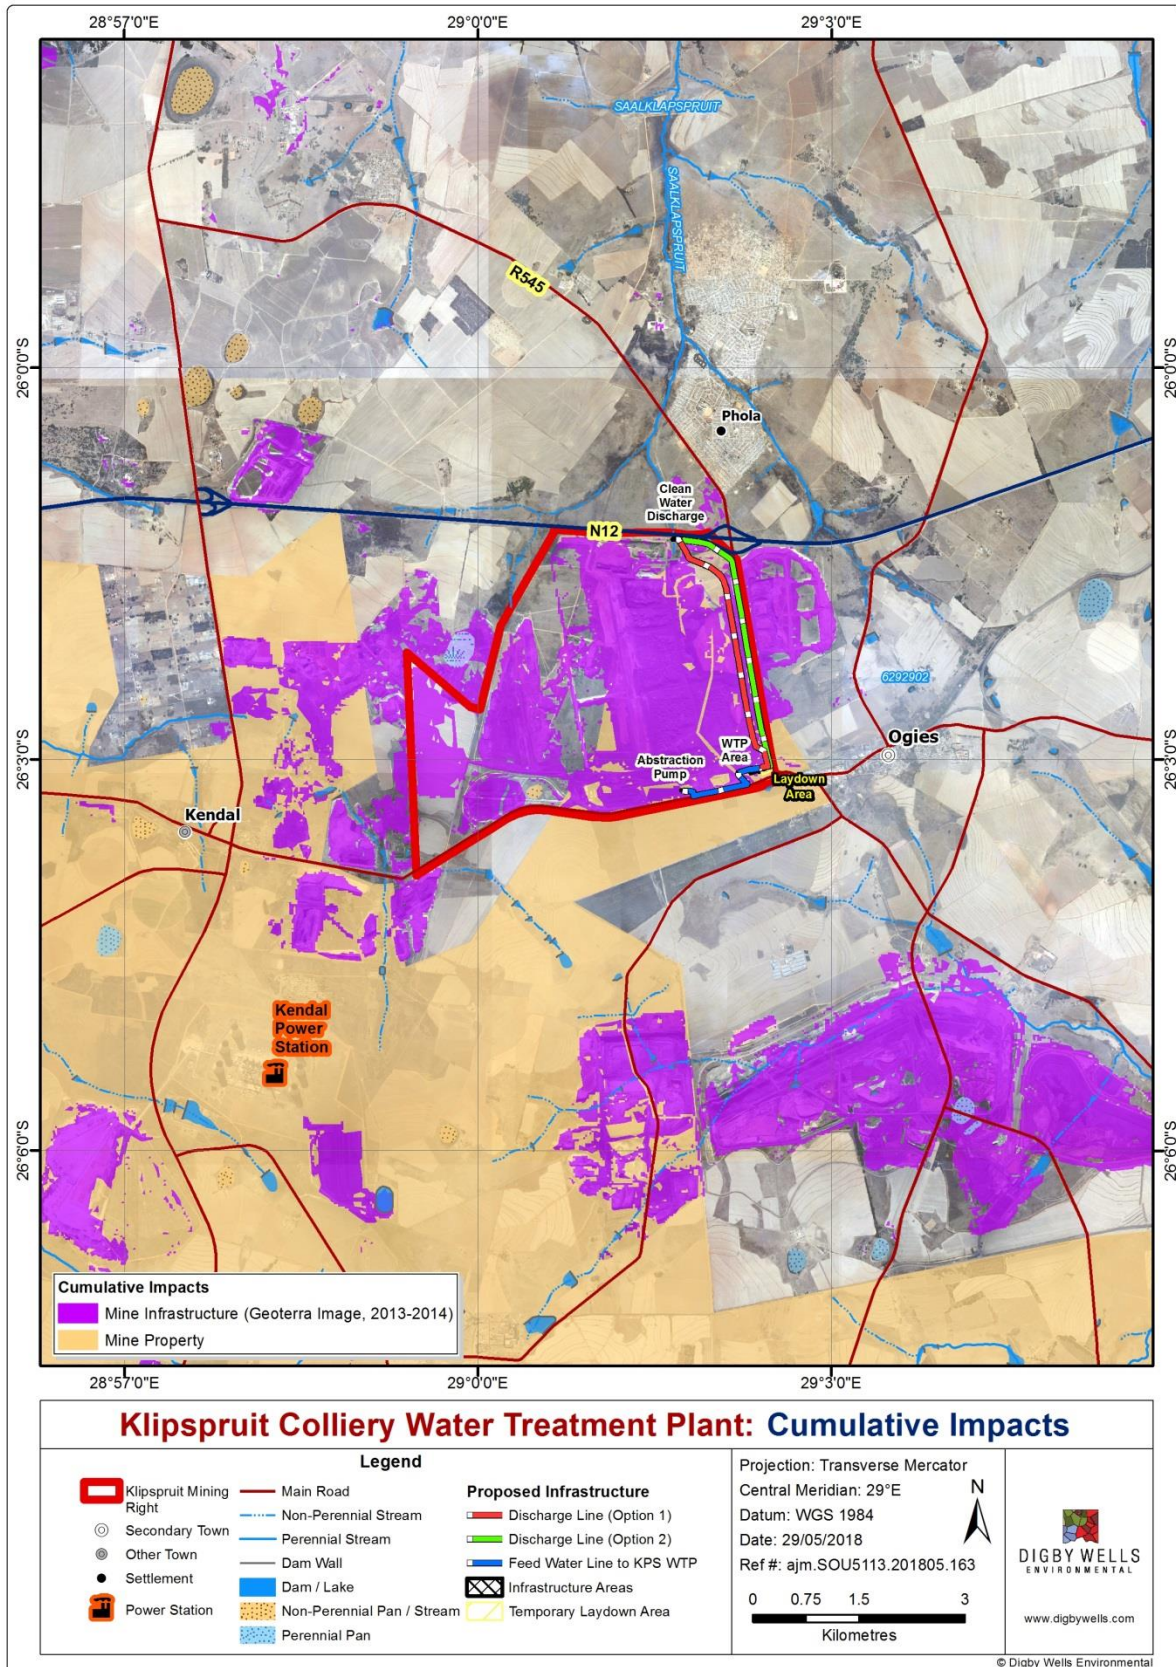 28°57'0"E
29°0'0"E
29°3'0"E
SAALKLAPSPRUIT
SAALKLAPSPRUIT
R545
26°0'0"S
26°0'0"S
Phola
Clean
Water
Discharge
N12
6292902
Ogies
WTP
Area
Abstraction
Pump
26°3'0"S
26°3'0"S
Laydown
Area
Kendal
Kendal
Power
Station
26°6'0"S
26°6'0"S
Cumulative Impacts
Mine Infrastructure (Geoterra Image, 2013-2014)
Mine Property
28°57'0"E
29°0'0"E
29°3'0"E
Klipspruit Colliery Water Treatment Plant: Cumulative Impacts
Legend
Klipspruit Mining
Right
Secondary Town
Other Town
Settlement
Power Station
Main Road
Non-Perennial Stream
Perennial Stream
Dam Wall
Dam / Lake
Non-Perennial Pan / Stream
Perennial Pan
Proposed Infrastructure
Discharge Line (Option 1)
Discharge Line (Option 2)
Feed Water Line to KPS WTP
Infrastructure Areas
Temporary Laydown Area
Projection: Transverse Mercator
Central Meridian: 29°E
Datum: WGS 1984
Date: 29/05/2018
Ref #: ajm.SOU5113.201805.163
N
0 0.75 1.5 3
Kilometres
DIGBY WELLS
ENVIRONMENTAL
www.digbywells.com
© Digby Wells Environmental